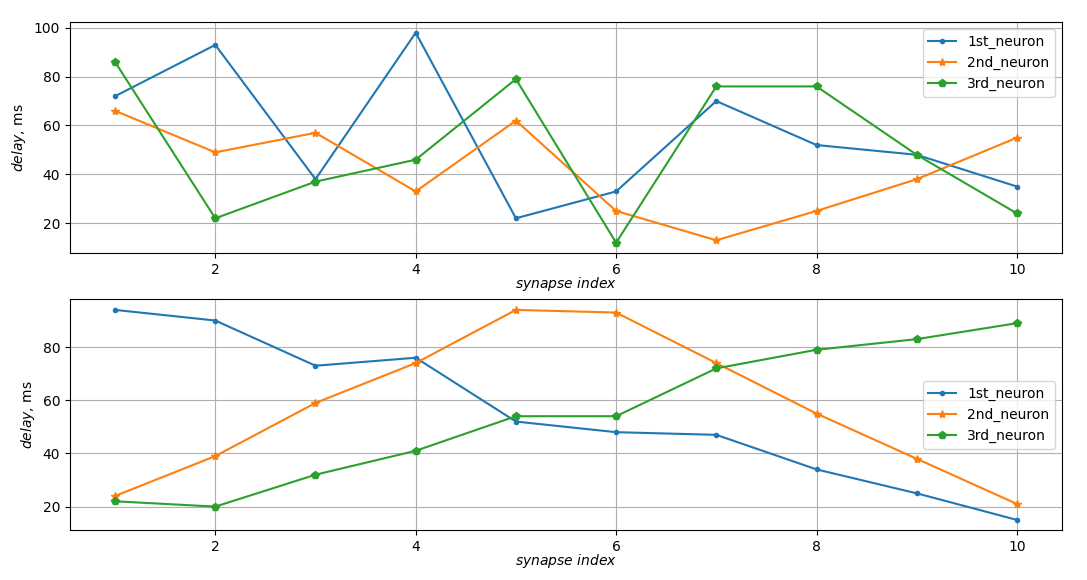 100
80
60
40
20
delay, ms
1st_neuron
2nd_neuron
3rd_neuron
2 4 6 8 10
synapse index
80
60
40
20
delay, ms
1st_neuron
2nd_neuron
3rd_neuron
2 4 6 8 10
synapse index